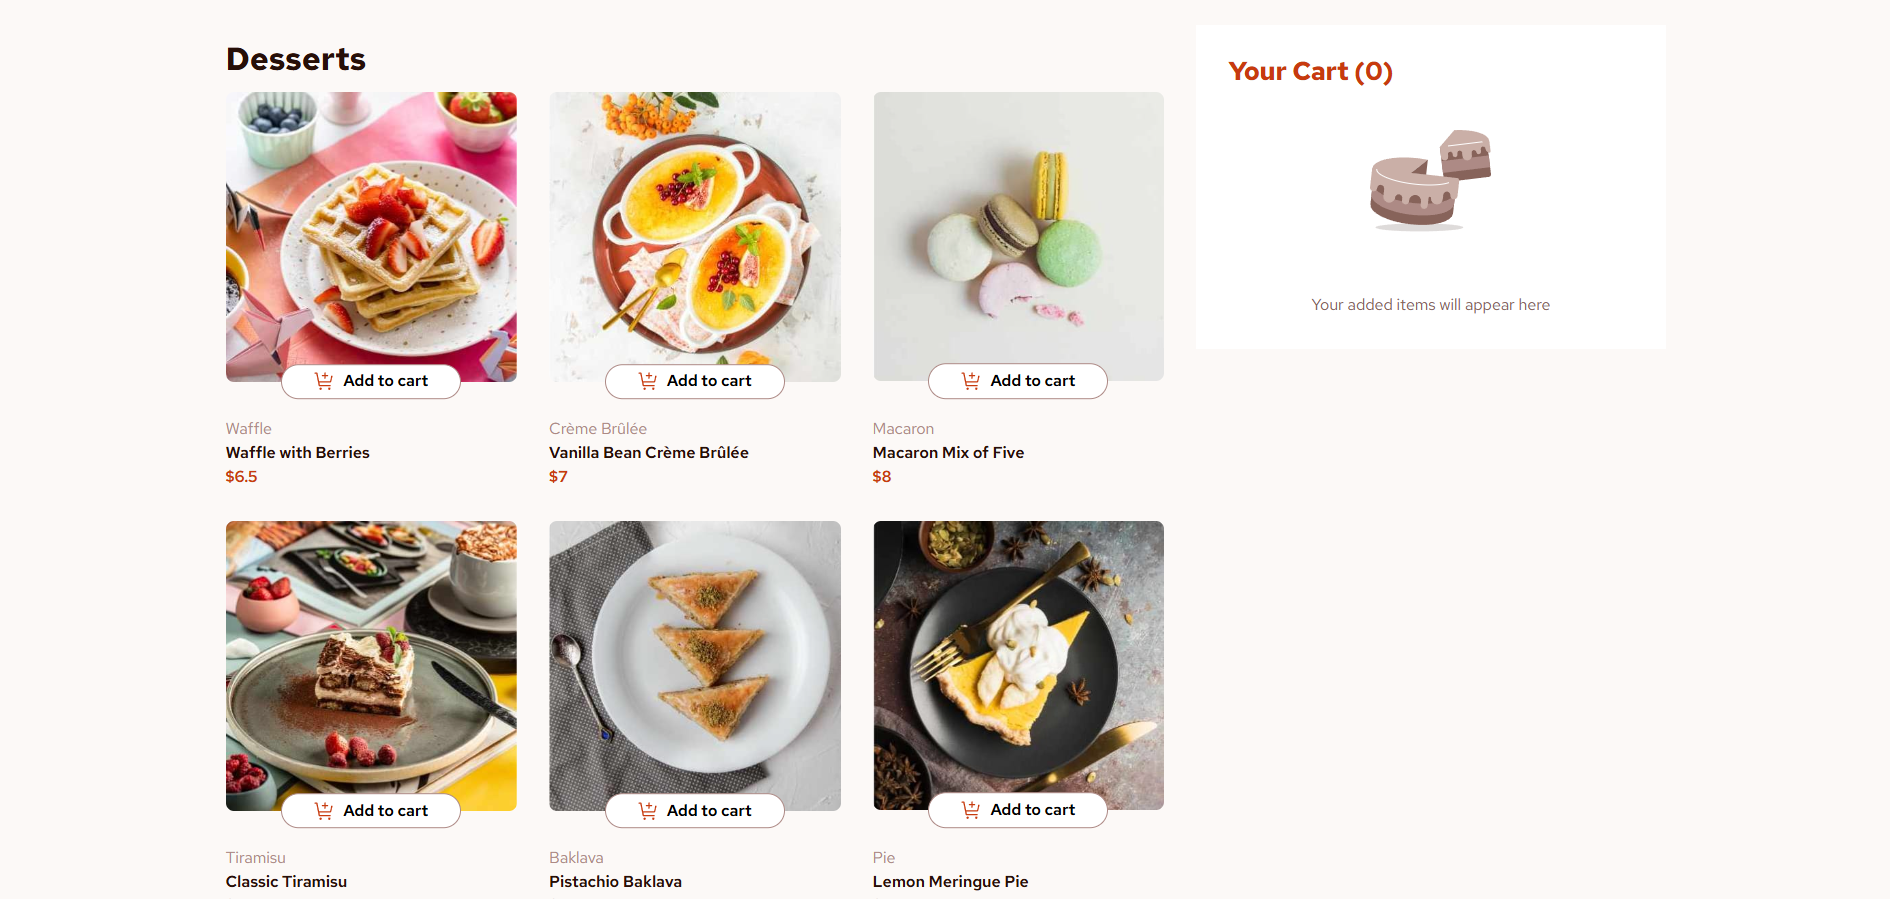 Desserts
Your Cart (0)
Your added items will appear here
Add to cart
Add to cart
Add to cart
Waffle
Waffle with Berries
$6.5
Crème Brûlée
Vanilla Bean Crème Brûlée
$7
Macaron
Macaron Mix of Five
$8
Add to cart
Add to cart
Add to cart
Tiramisu
Classic Tiramisu
Baklava
Pistachio Baklava
Pie
Lemon Meringue Pie